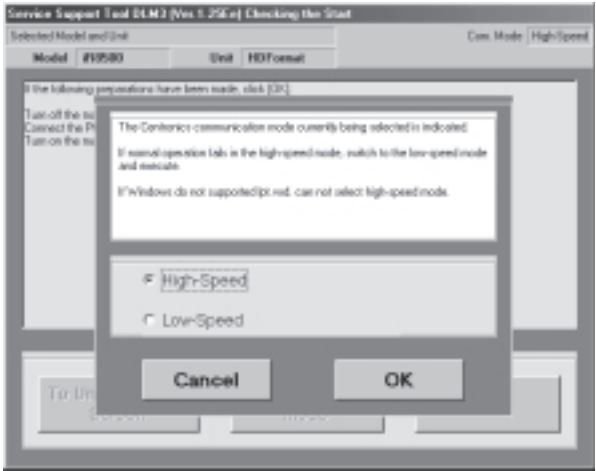 Service Support Tool DLM3 [Ver. 1.25En] Checking the Start
Selected Model and Unit
Com. Mode High Speed
Model Unit HDFormat
If the following preparations have been made, click [OK].
Turn off the
Connect the
Turn on the
The Centronics communication mode currently being selected is indicated.
If normal operation fails in the high-speed mode, switch to the low-speed mode
and execute.
If Windows do not supported lpt.vxd. can not select high-speed mode.
High-Speed
Low-Speed
Cancel OK
To